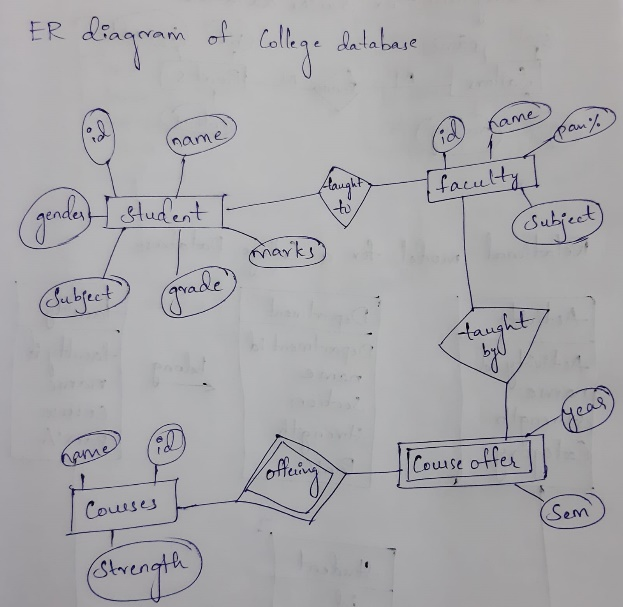 ER diagram of College database
id
name
gender
student
Subject
grade
marks
taught
to
id
name
pan%
faculty
Subject
taught
by
year
Course offer
Sem
offering
name
id
Courses
Strength